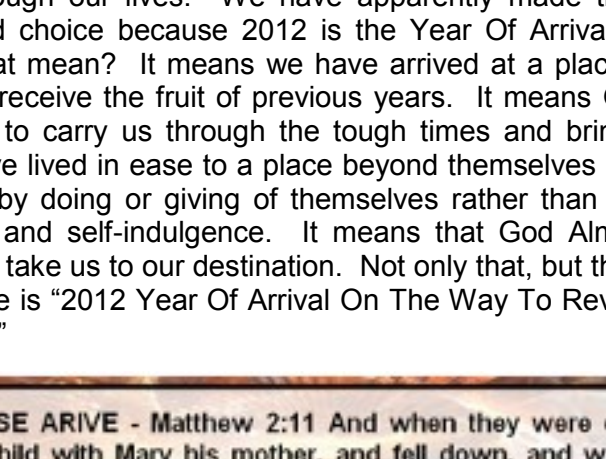 ough our lives. We have apparently made t
d choice because 2012 is the Year Of Arriva
at mean? It means we have arrived at a plac
receive the fruit of previous years. It means
to carry us through the tough times and brin
e lived in ease to a place beyond themselves
by doing or giving of themselves rather than
and self-indulgence. It means that God Alm
take us to our destination. Not only that, but th
e is “2012 Year Of Arrival On The Way To Rev
”
SE ARIVE - Matthew 2:11 And when they were
hild with Mary his mother, and fell down, and w